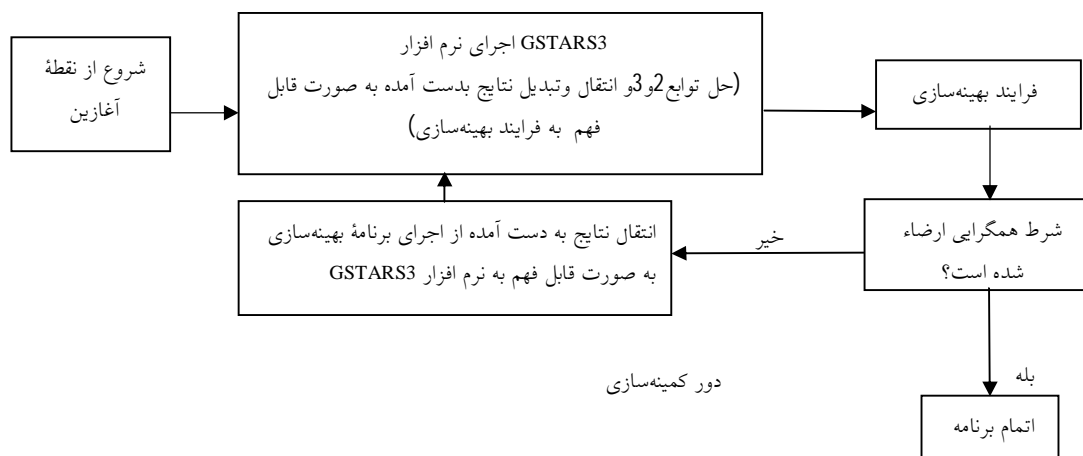 شروع از نقطهٔ
آغازین
اجرای نرم افزار GSTARS3
(حل توابع2و3و انتقال وتبدیل نتایج بدست آمده به صورت قابل
فهم به فرایند بهینه‌سازی)
فرایند بهینه‌سازی
شرط همگرایی ارضاء
شده است؟
خیر
انتقال نتایج به دست آمده از اجرای برنامهٔ بهینه‌سازی
به صورت قابل فهم به نرم افزار GSTARS3
بله
دور کمینه‌سازی
اتمام برنامه